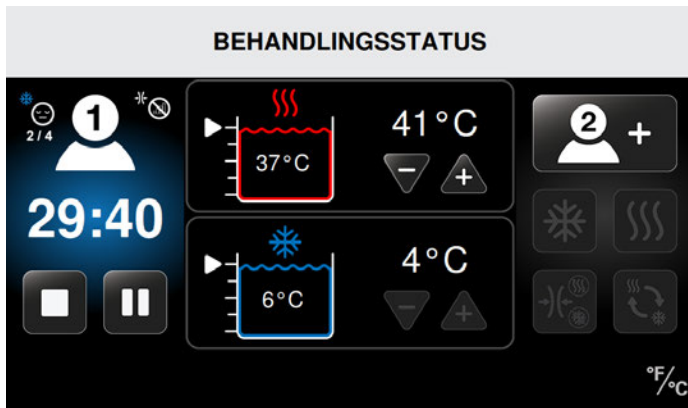 BEHANDLINGSSTATUS
2/4
1
29:40
41°C
37°C
4°C
6°C
2 +
°F/°C